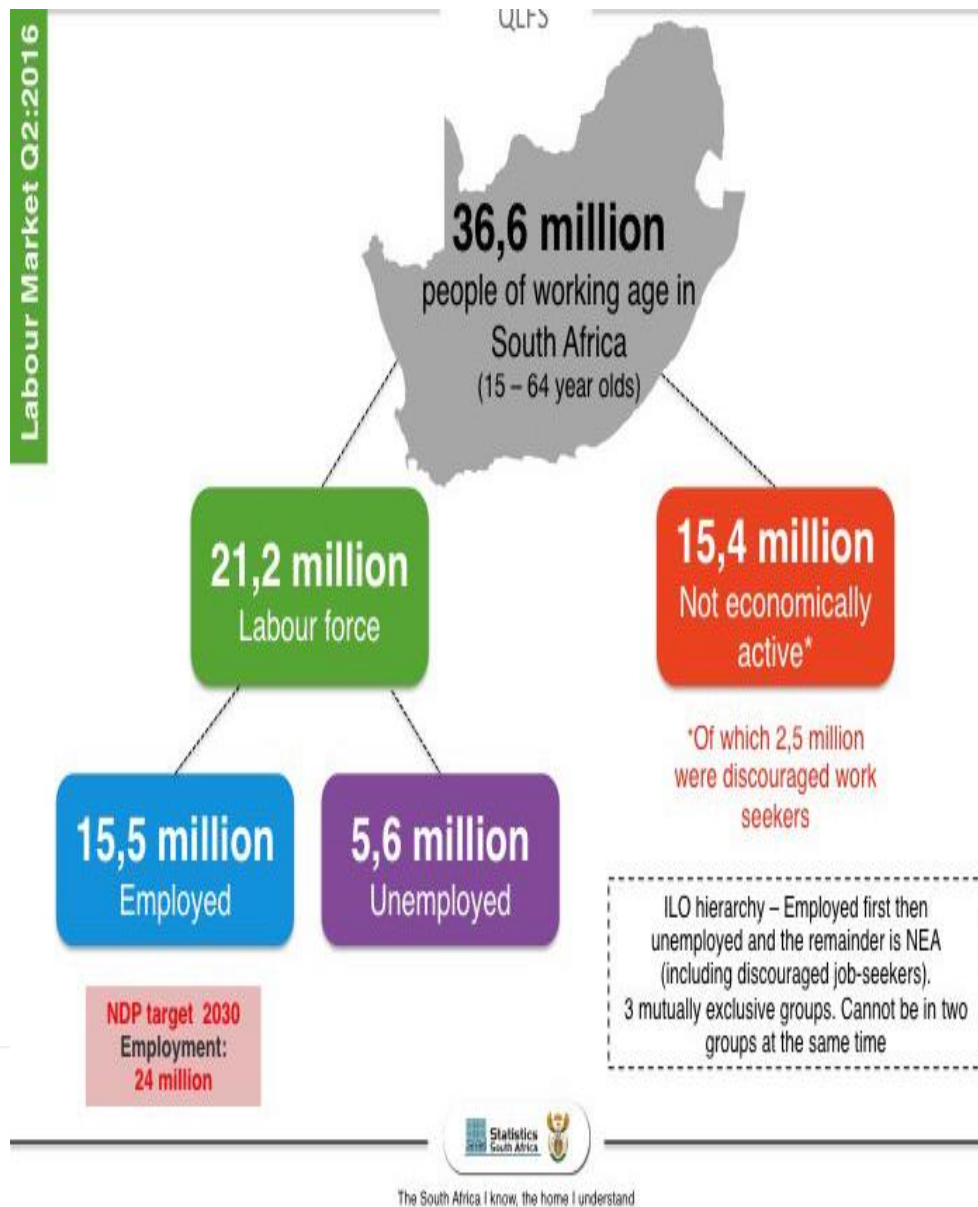 QLFS
Labour Market Q2:2016
36,6 million
people of working age in
South Africa
(15 – 64 year olds)
21,2 million
Labour force
15,4 million
Not economically
active*
*Of which 2,5 million
were discouraged work
seekers
15,5 million
Employed
5,6 million
Unemployed
ILO hierarchy – Employed first then
unemployed and the remainder is NEA
(including discouraged job-seekers).
3 mutually exclusive groups. Cannot be in two
groups at the same time
NDP target 2030
Employment:
24 million
Statistics
South Africa
The South Africa I know, the home I understand